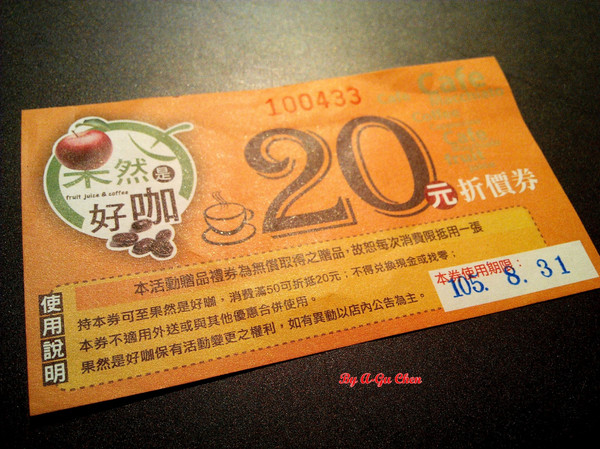 100433
果然是
fruit juice & coffee
好咖
20元折價券
Cafe
使用說明
本活動贈品禮券為無償取得之贈品，故恕每次消費限抵用一張
持本券可至果然是好咖，消費滿50可折抵20元；不得兌換現金或找零；
本券不適用外送或與其他優惠合併使用。
果然是好咖保有活動變更之權利，如有異動以店內公告為主。
本券使用期限：
105. 8. 31
By A-Gu Chen